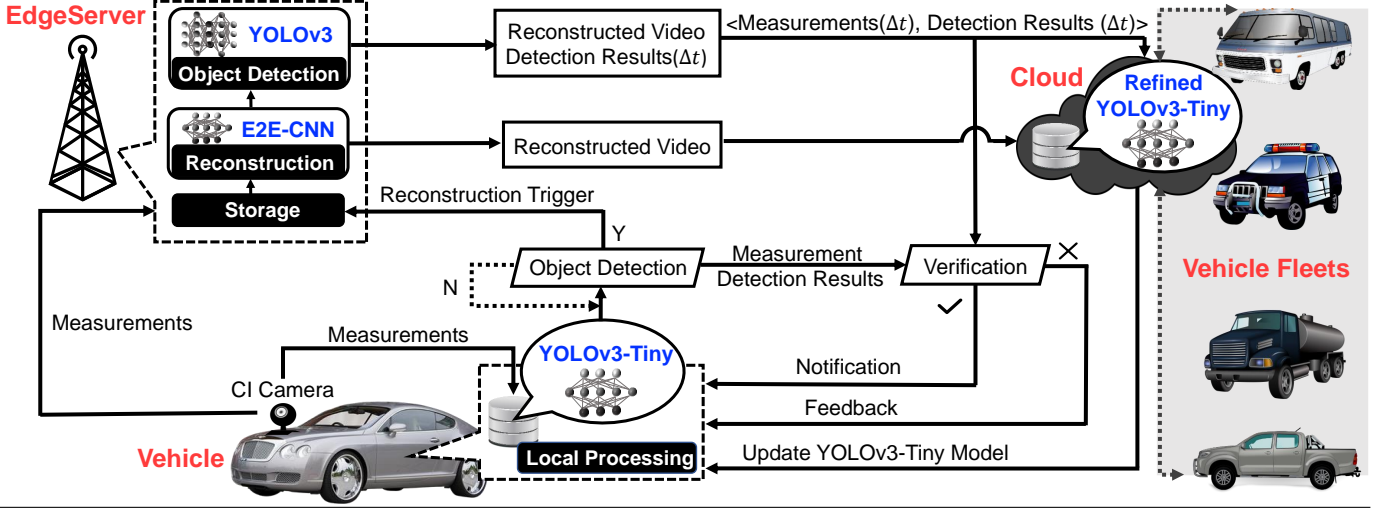 EdgeServer
YOLOv3
Object Detection
E2E-CNN
Reconstruction
Storage
Reconstructed Video
Detection Results(Δt)
<Measurements(Δt), Detection Results (Δt)>
Reconstructed Video
Cloud
Refined
YOLOv3-Tiny
Reconstruction Trigger
Y
Object Detection
N
Measurement
Detection Results
Verification
Vehicle Fleets
Measurements
Measurements
YOLOv3-Tiny
CI Camera
Notification
Feedback
Vehicle
Local Processing
Update YOLOv3-Tiny Model